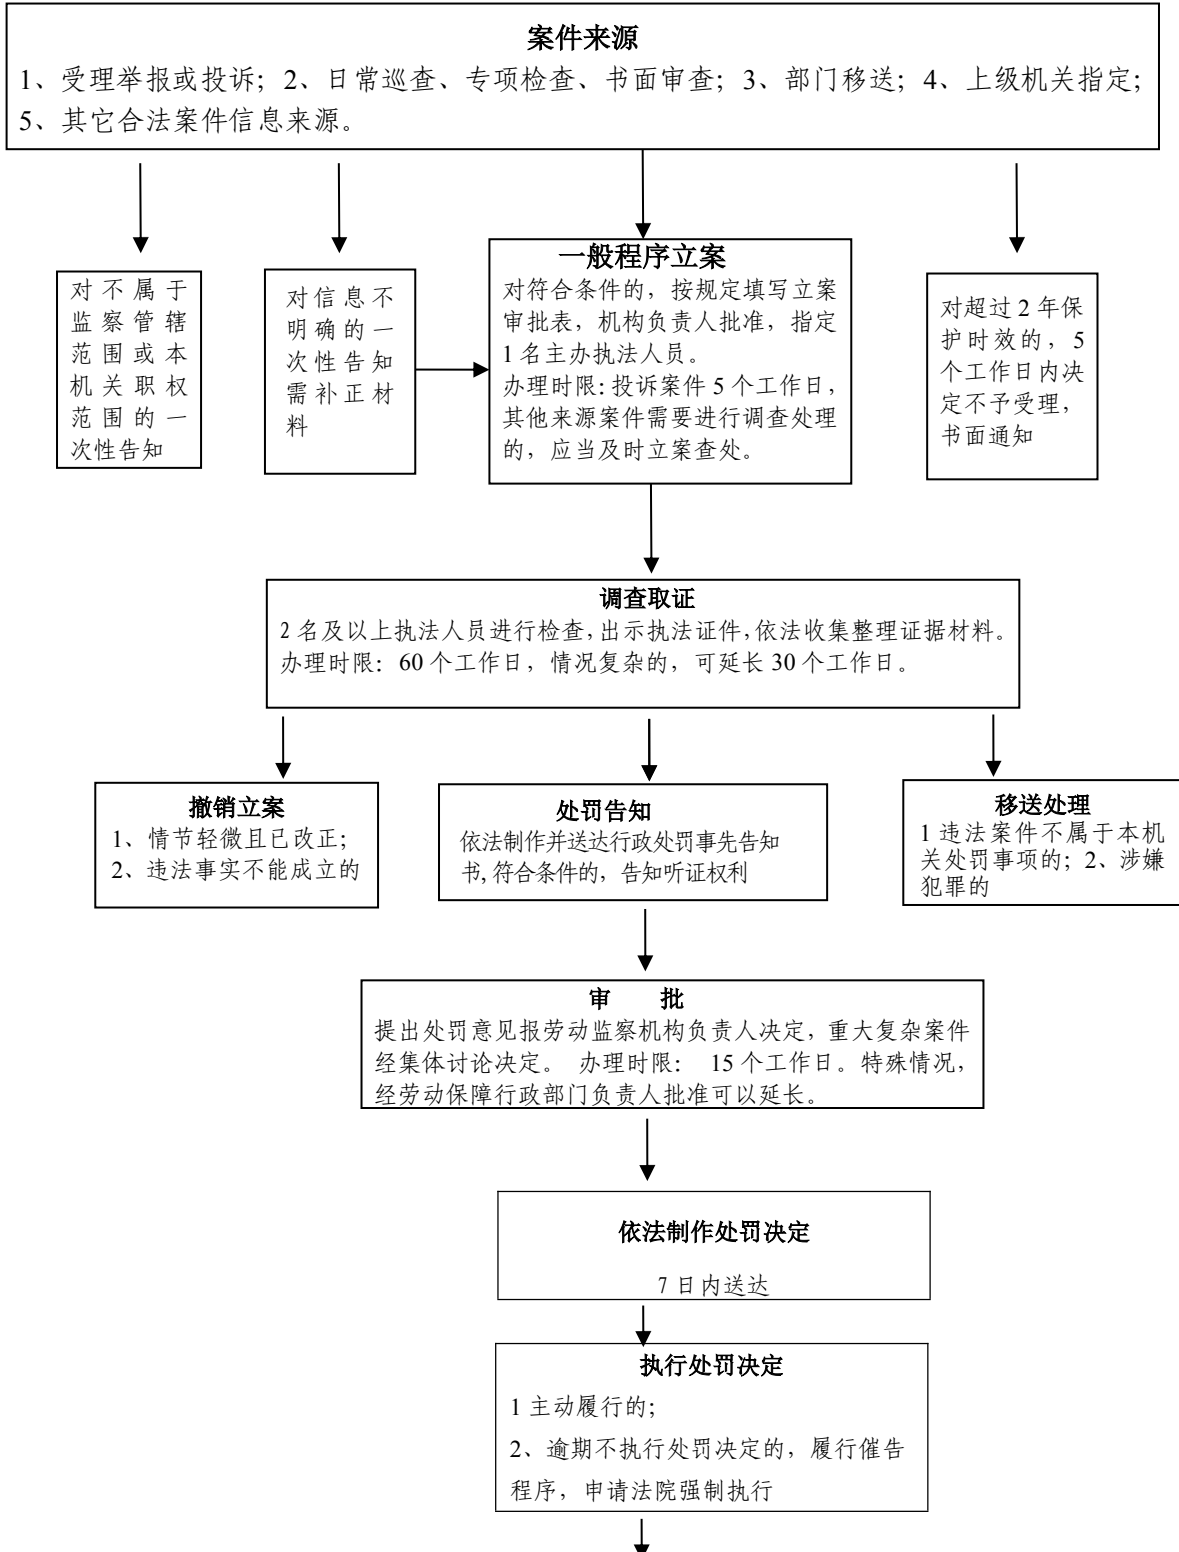 案件来源
1、受理举报或投诉；2、日常巡查、专项检查、书面审查；3、部门移送；4、上级机关指定；
5、其它合法案件信息来源。
对不属于
监察管辖
范围或本
机关职权
范围的一
次性告知
对信息不
明确的一
次性告知
需补正材
料
一般程序立案
对符合条件的，按规定填写立案
审批表，机构负责人批准，指定
1名主办执法人员。
办理时限：投诉案件5个工作日，
其他来源案件需要进行调查处理
的，应当及时立案查处。
对超过2年保
护时效的，5
个工作日内决
定不予受理，
书面通知
调查取证
2名及以上执法人员进行检查，出示执法证件，依法收集整理证据材料。
办理时限：60个工作日，情况复杂的，可延长30个工作日。
撤销立案
1、情节轻微且已改正；
2、违法事实不能成立的
处罚告知
依法制作并送达行政处罚事先告知
书,符合条件的，告知听证权利
移送处理
1违法案件不属于本机
关处罚事项的；2、涉嫌
犯罪的
审 批
提出处罚意见报劳动监察机构负责人决定，重大复杂案件
经集体讨论决定。 办理时限： 15个工作日。特殊情况，
经劳动保障行政部门负责人批准可以延长。
依法制作处罚决定
7日内送达
执行处罚决定
1主动履行的；
2、逾期不执行处罚决定的，履行催告
程序，申请法院强制执行